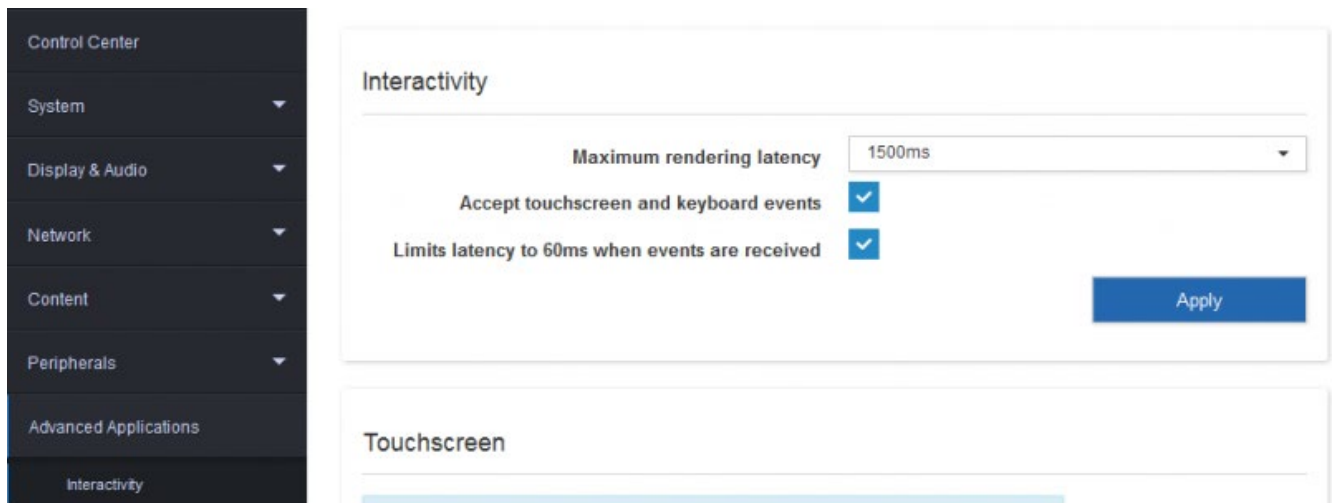 Control Center
System
Display & Audio
Network
Content
Peripherals
Advanced Applications
Interactivity
Interactivity
Maximum rendering latency 1500ms
Accept touchscreen and keyboard events
Limits latency to 60ms when events are received
Apply
Touchscreen